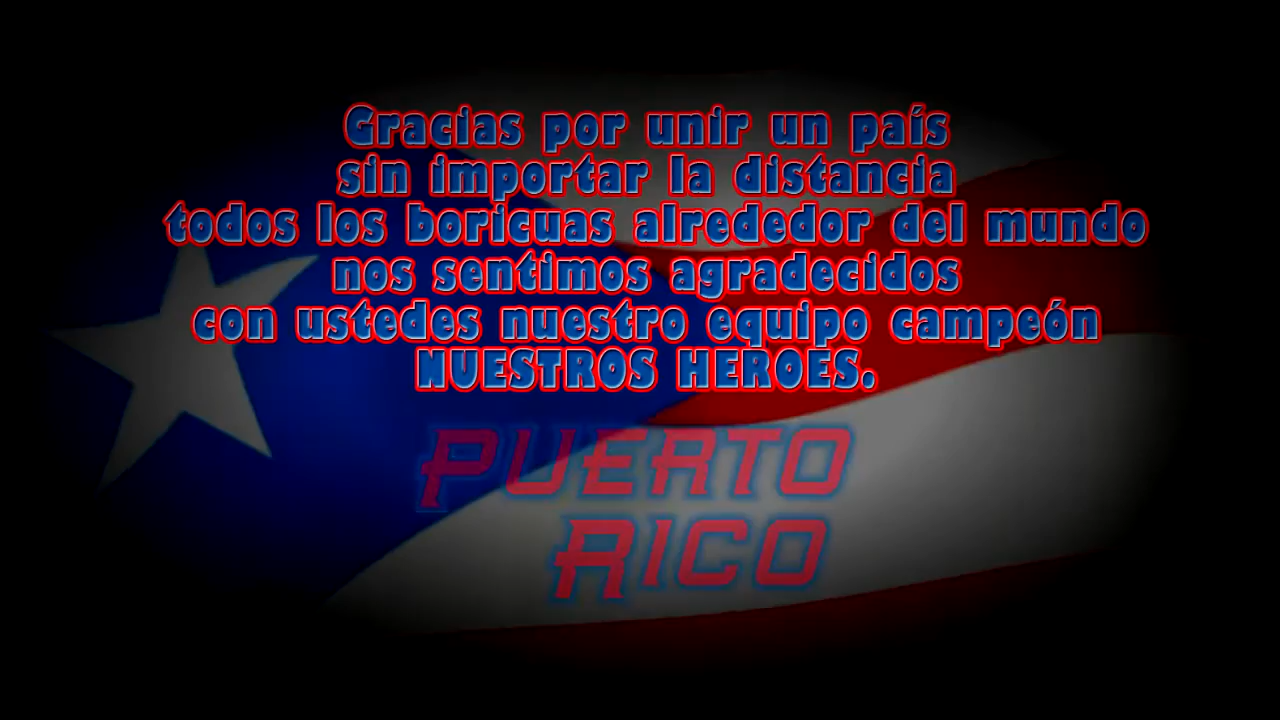 Gracias por unir un país
sin importar la distancia
todos los boricuas alrededor del mundo
nos sentimos agradecidos
con ustedes nuestro equipo campeón
NUESTROS HEROES.
PUERTO
RICO